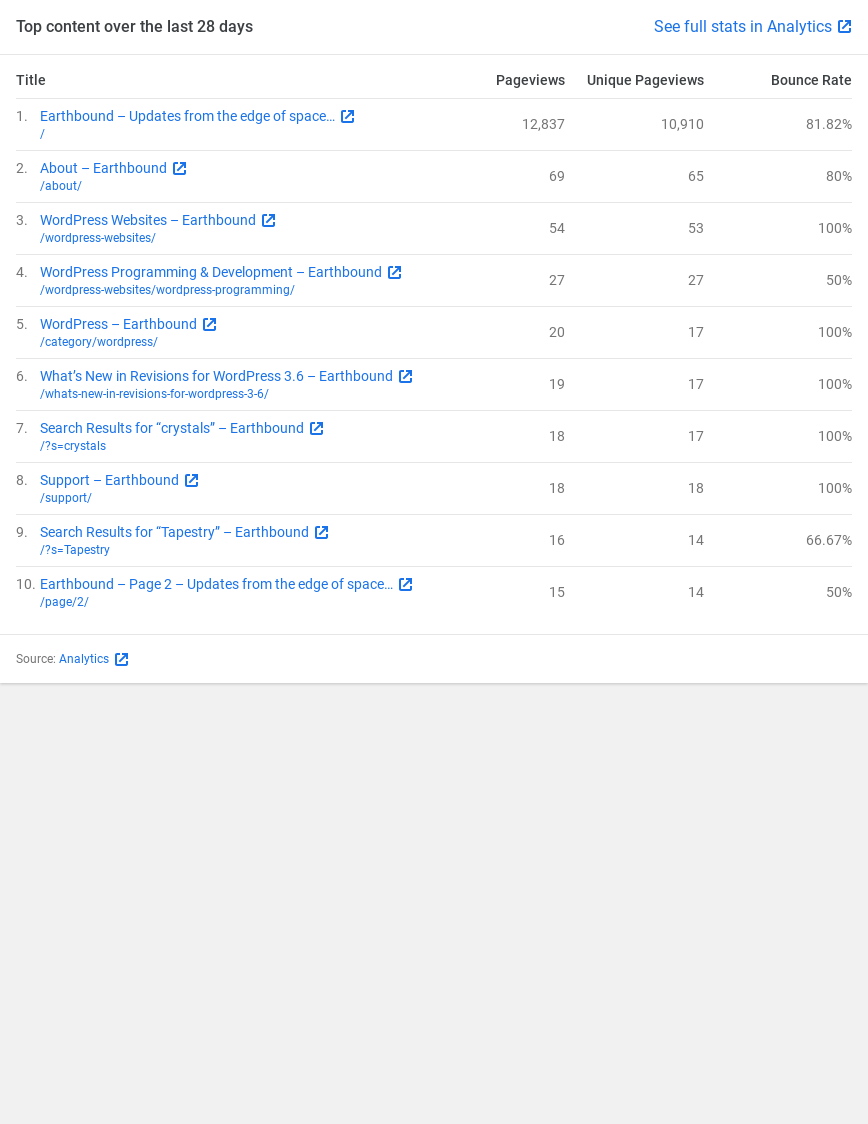 Top content over the last 28 days See full stats in Analytics
Title Pageviews Unique Pageviews Bounce Rate
1. Earthbound – Updates from the edge of space… 12,837 10,910 81.82%
/
2. About – Earthbound 69 65 80%
/about/
3. WordPress Websites – Earthbound 54 53 100%
/wordpress-websites/
4. WordPress Programming & Development – Earthbound 27 27 50%
/wordpress-websites/wordpress-programming/
5. WordPress – Earthbound 20 17 100%
/category/wordpress/
6. What’s New in Revisions for WordPress 3.6 – Earthbound 19 17 100%
/whats-new-in-revisions-for-wordpress-3-6/
7. Search Results for “crystals” – Earthbound 18 17 100%
/?s=crystals
8. Support – Earthbound 18 18 100%
/support/
9. Search Results for “Tapestry” – Earthbound 16 14 66.67%
/?s=Tapestry
10. Earthbound – Page 2 – Updates from the edge of space… 15 14 50%
/page/2/
Source: Analytics